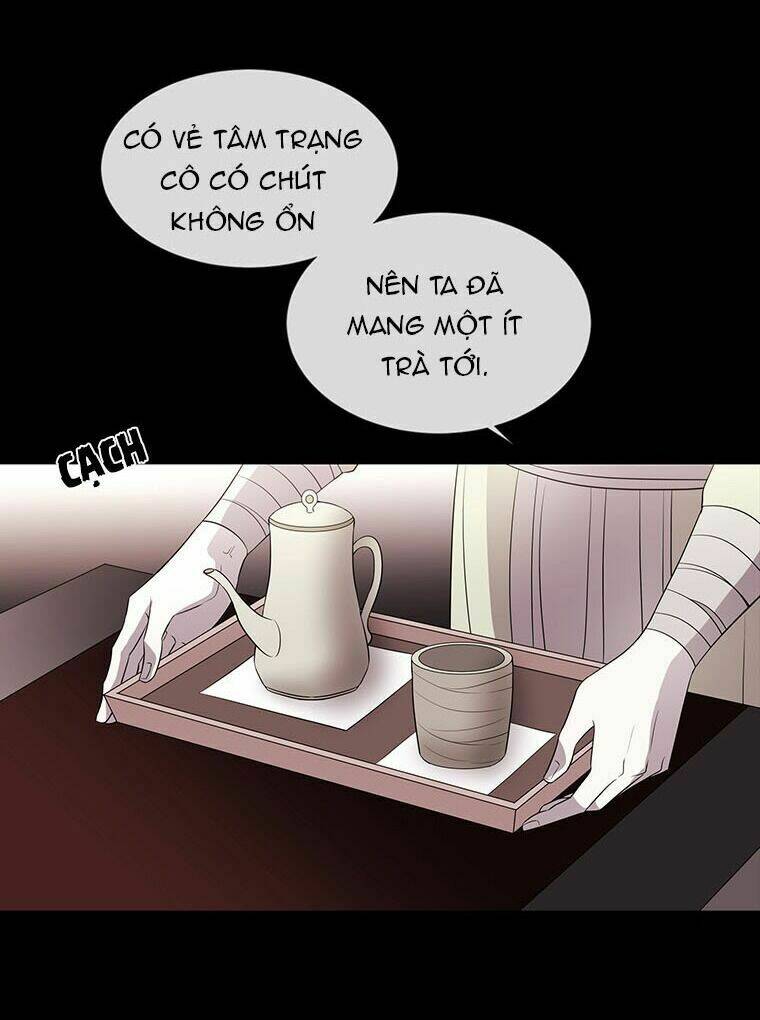 CÓ VẺ TÂM TRẠNG
CÔ CÓ CHÚT
KHÔNG ỔN
NÊN TA ĐÃ
MANG MỘT ÍT
TRÀ TỚI.
CẠCH